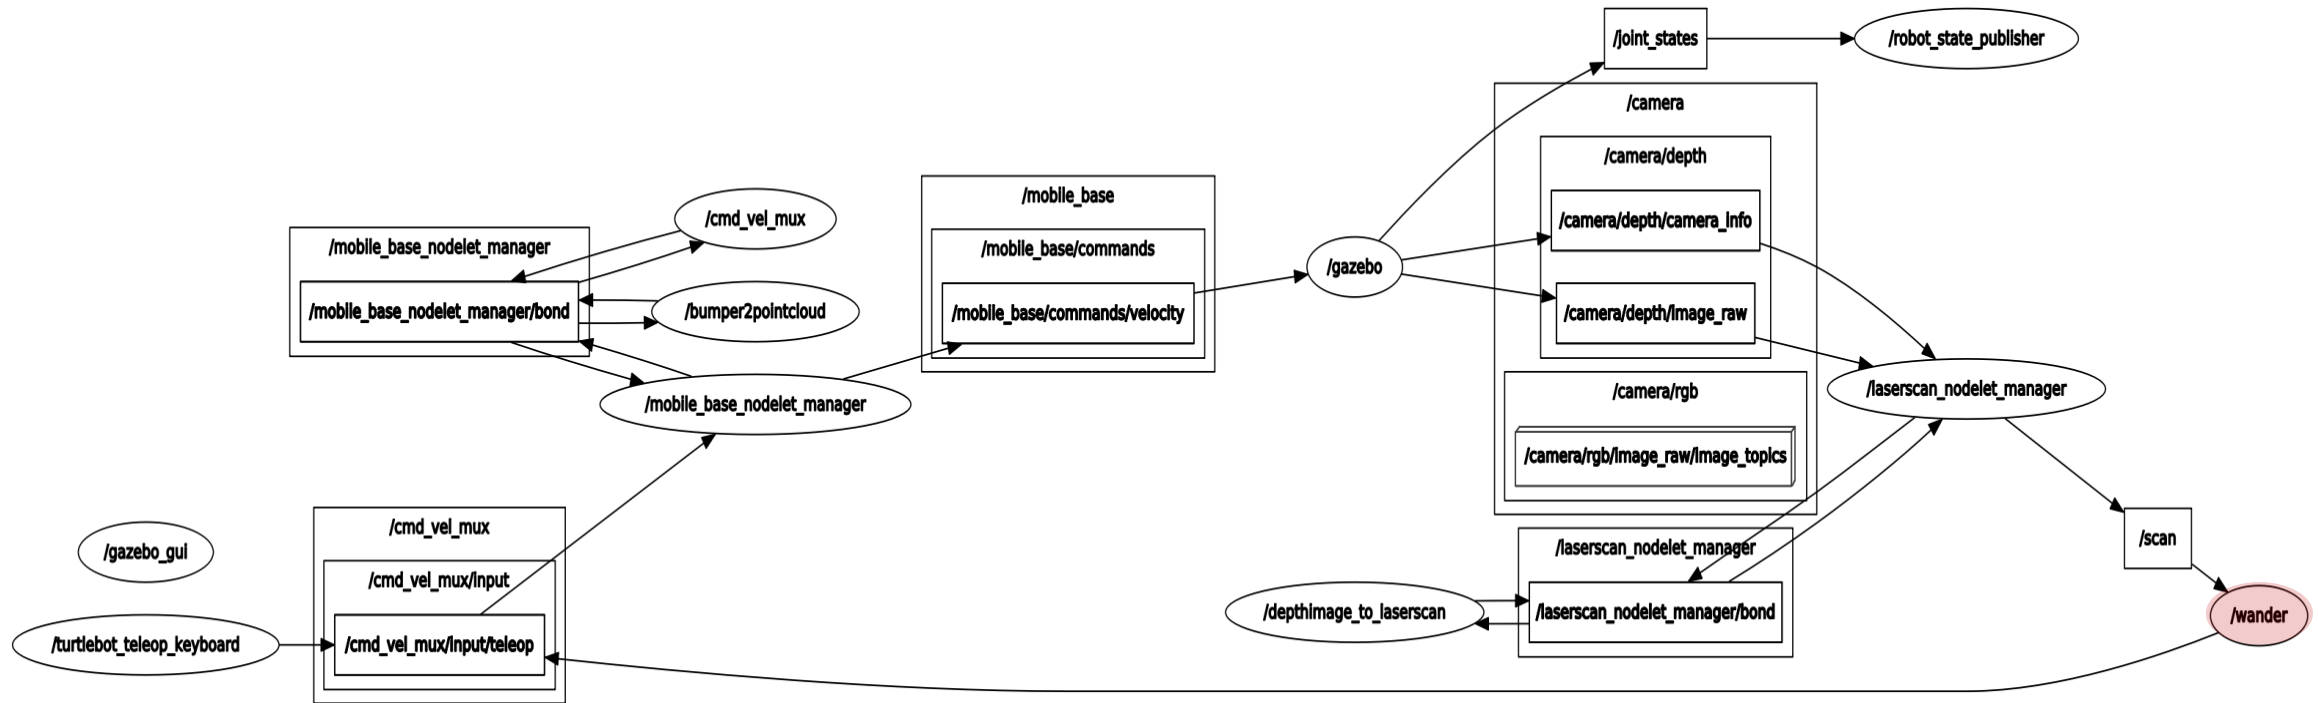 /joint_states
/robot_state_publisher
/camera
/camera/depth
/camera/depth/camera_info
/camera/depth/image_raw
/camera/rgb
/camera/rgb/image_raw/image_topics
/mobile_base
/mobile_base/commands
/mobile_base/commands/velocity
/gazebo
/cmd_vel_mux
/mobile_base_nodelet_manager
/mobile_base_nodelet_manager/bond
/bumper2pointcloud
/mobile_base_nodelet_manager
/laserscan_nodelet_manager
/gazebo_gui
/turtlebot_teleop_keyboard
/cmd_vel_mux
/cmd_vel_mux/input
/cmd_vel_mux/input/teleop
/depthimage_to_laserscan
/laserscan_nodelet_manager
/laserscan_nodelet_manager/bond
/scan
/wander